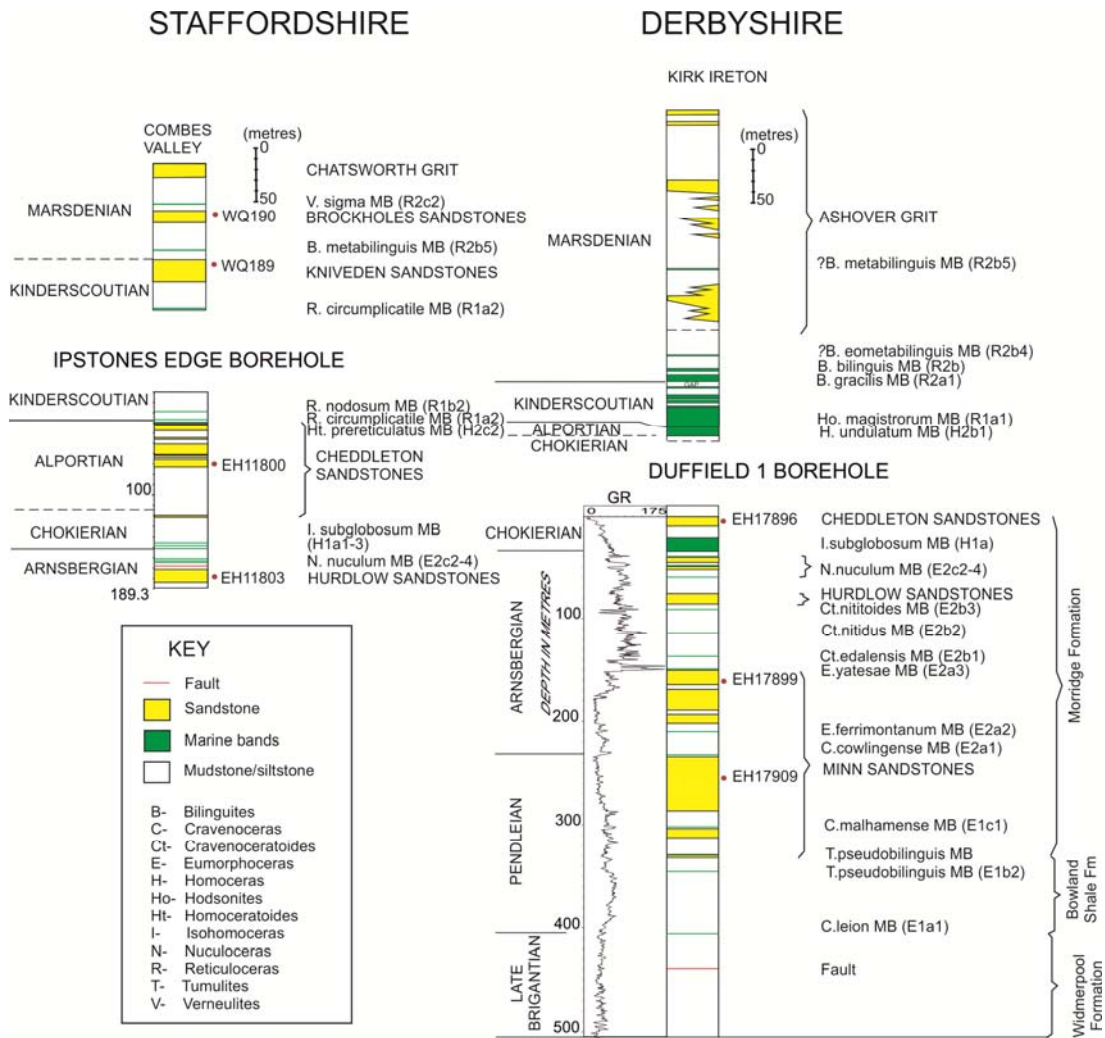 STAFFORDSHIRE
COMBES VALLEY
(metres)
0
50
CHATSWORTH GRIT
V. sigma MB (R2c2)
MARSDENIAN
WQ190
BROCKHOLES SANDSTONES
B. metabilinguis MB (R2b5)
WQ189
KNIVEDEN SANDSTONES
KINDERSCOUTIAN
R. circumplicatile MB (R1a2)
IPSTONES EDGE BOREHOLE
KINDERSCOUTIAN
R. nodosum MB (R1b2)
R. circumplicatile MB (R1a2)
Ht. prereticulatus MB (H2c2)
ALPORTIAN
EH11800
CHEDDLETON
SANDSTONES
100
CHOKIERIAN
I. subglobosum MB
(H1a1-3)
ARNSBERGIAN
N. nuculum MB (E2c2-4)
EH11803
HURDLOW SANDSTONES
189.3
KEY
Fault
Sandstone
Marine bands
Mudstone/siltstone
B- Bilinguites
C- Cravenoceras
Ct- Cravenoceratoides
E- Eumorphoceras
H- Homoceras
Ho- Hodsonites
Ht- Homoceratoides
I- Isohomoceras
N- Nuculoceras
R- Reticuloceras
T- Tumulites
V- Verneulites
DERBYSHIRE
KIRK IRETON
(metres)
0
50
ASHOVER GRIT
MARSDENIAN
?B. metabilinguis MB (R2b5)
?B. eometabilinguis MB (R2b4)
B. bilinguis MB (R2b)
B. gracilis MB (R2a1)
GAP
KINDERSCOUTIAN
Ho. magistrorum MB (R1a1)
ALPORTIAN
H. undulatum MB (H2b1)
CHOKIERIAN
DUFFIELD 1 BOREHOLE
GR
0 175
EH17896
CHEDDLETON SANDSTONES
CHOKIERIAN
I.subglobosum MB (H1a)
N.nuculum MB (E2c2-4)
HURDLOW SANDSTONES
Ct.nititoides MB (E2b3)
100
Ct.nitidus MB (E2b2)
Ct.edalensis MB (E2b1)
E.yatesae MB (E2a3)
EH17899
ARNSBERGIAN
DEPTH IN METRES
200
E.ferrimontanum MB (E2a2)
C.cowlingense MB (E2a1)
MINN SANDSTONES
EH17909
300
C.malhamense MB (E1c1)
PENDLEIAN
T.pseudobilinguis MB
T.pseudobilinguis MB (E1b2)
400
C.leion MB (E1a1)
LATE
BRIGANTIAN
Fault
500
Morridge Formation
Bowland
Shale Fm
Widmerpool
Formation